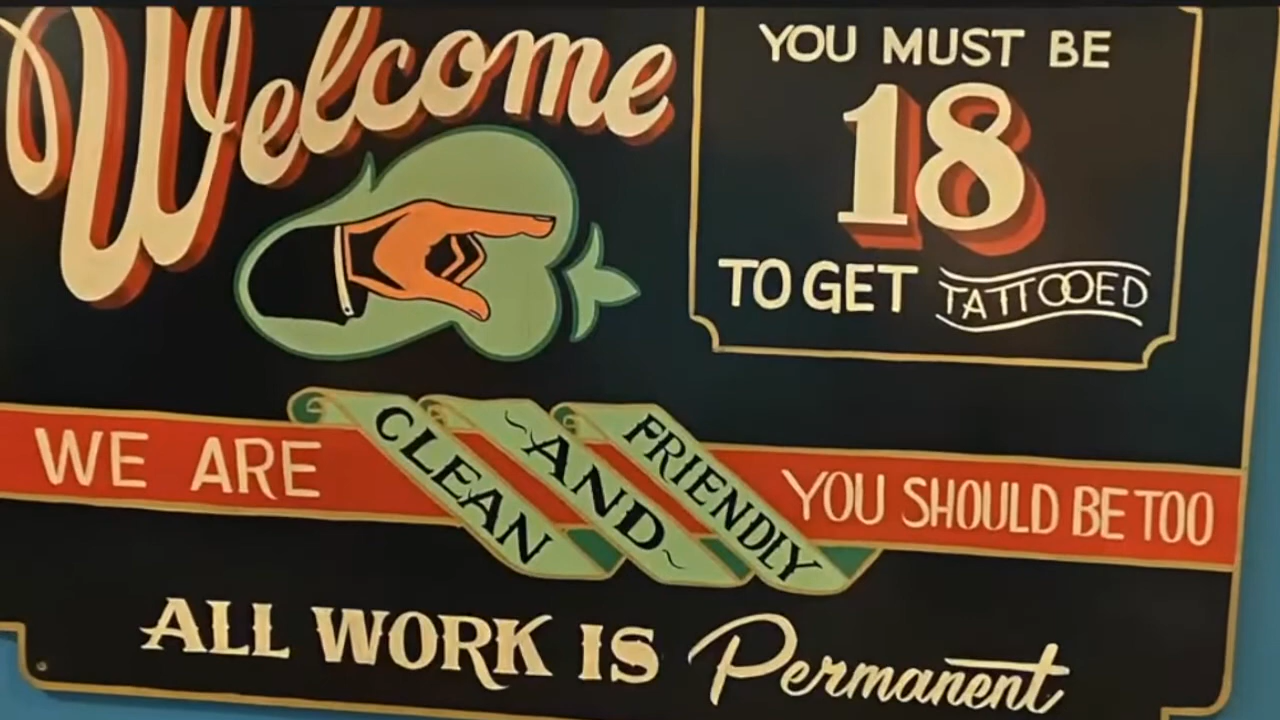 Welcome
YOU MUST BE
18
TO GET TATTOOED
WE ARE CLEAN ~AND~ FRIENDLY YOU SHOULD BE TOO
ALL WORK IS Permanent